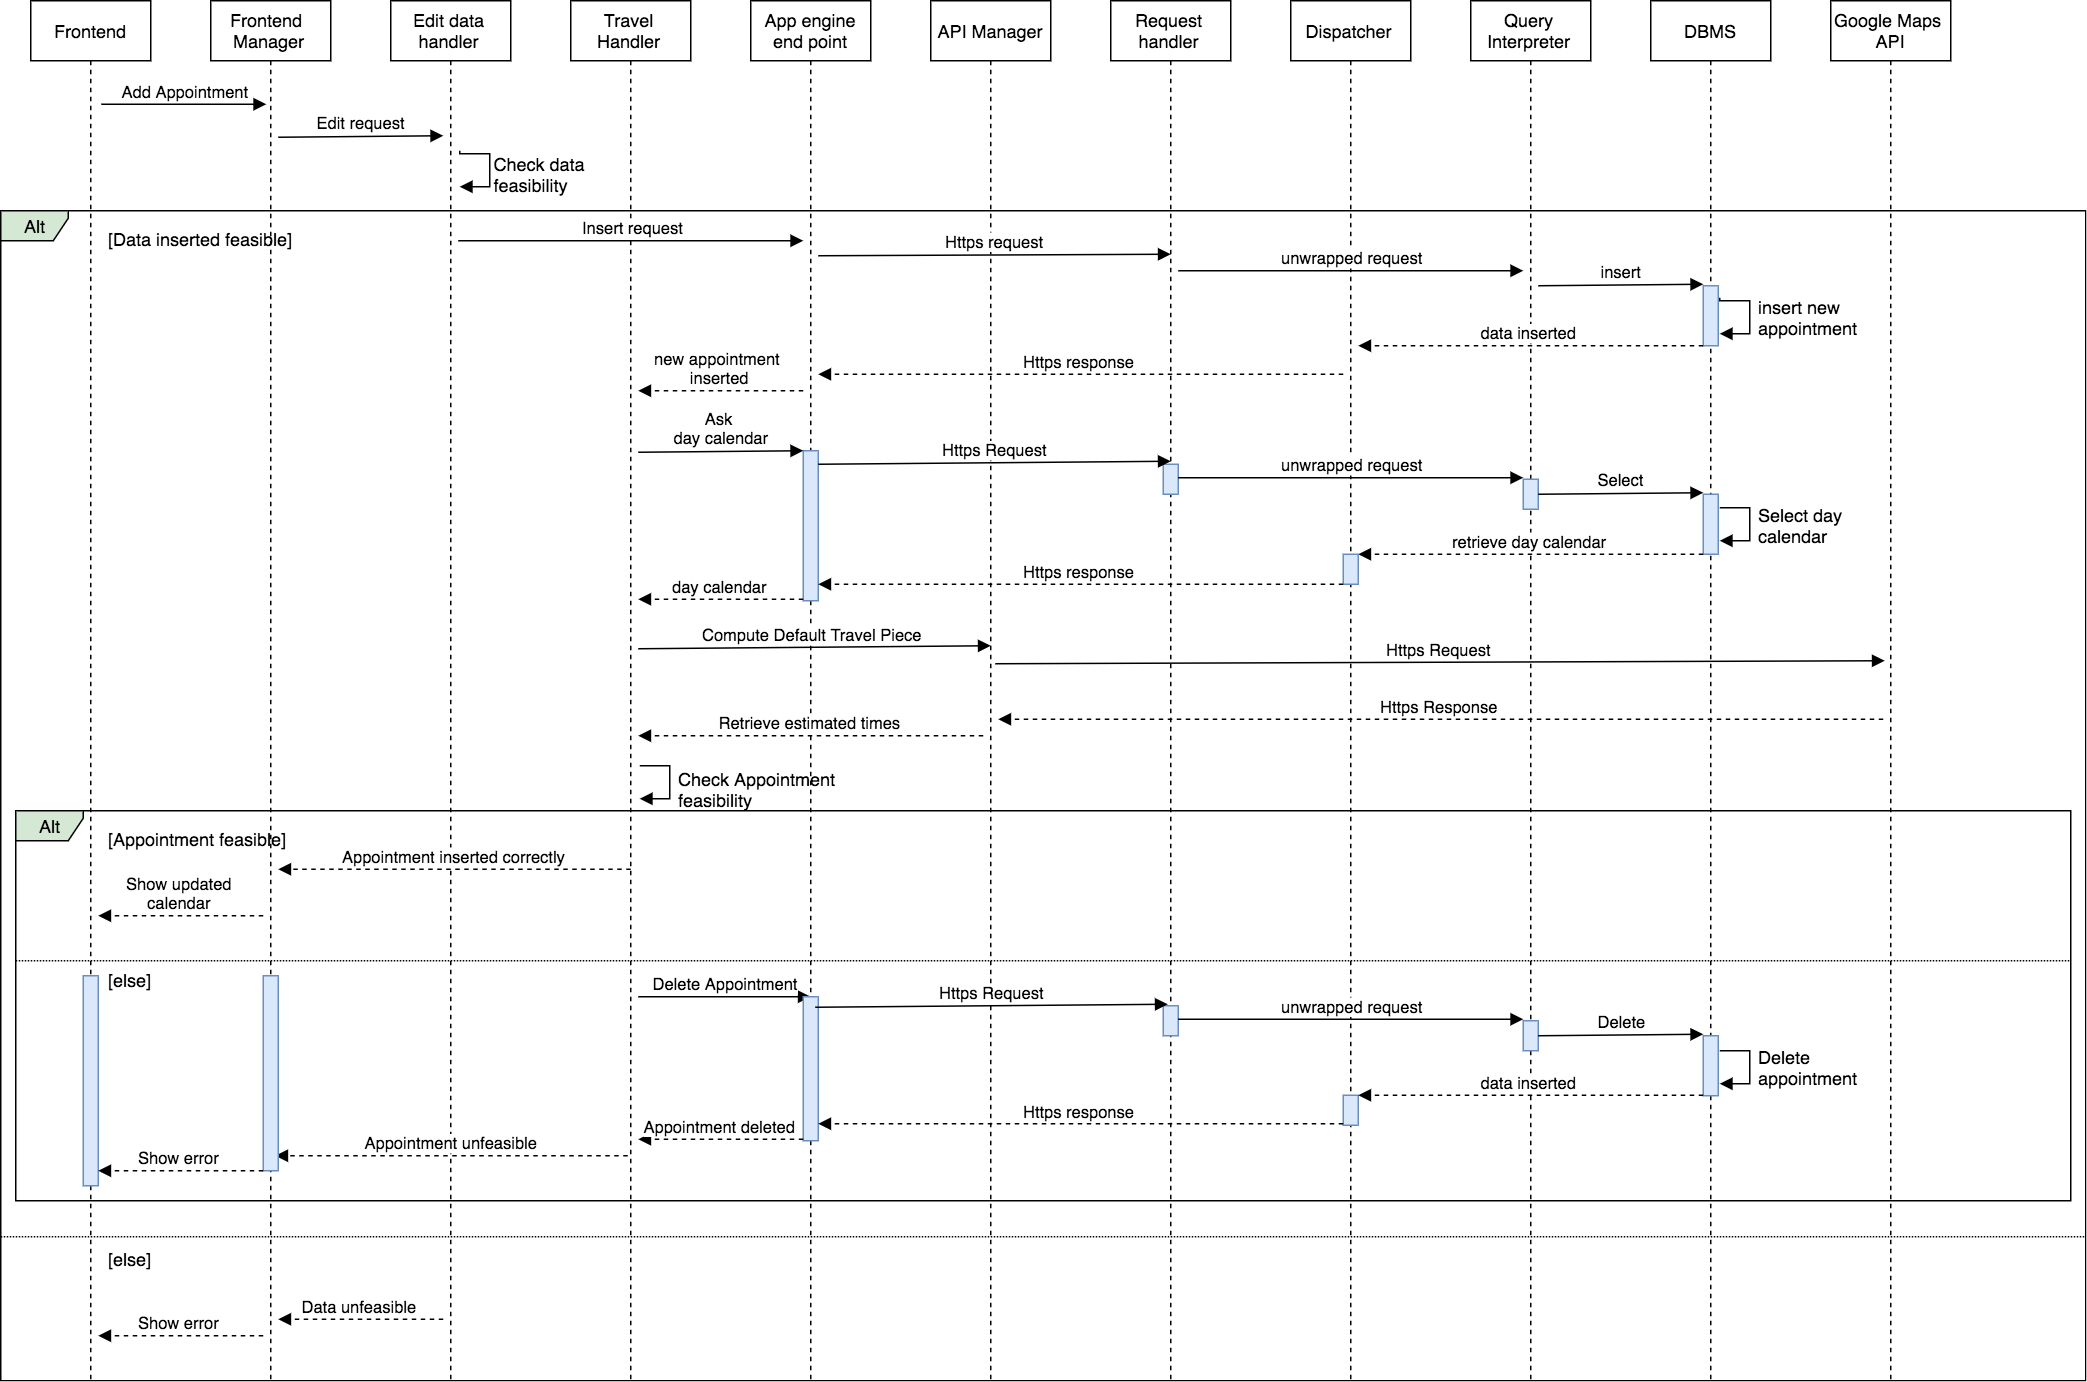 Frontend
Frontend
Manager
Edit data
handler
Travel
Handler
App engine
end point
API Manager
Request
handler
Dispatcher
Query
Interpreter
DBMS
Google Maps
API
Add Appointment
Edit request
Check data
feasibility
Alt
[Data inserted feasible]
Insert request
Https request
unwrapped request
insert
insert new
appointment
data inserted
Https response
new appointment
inserted
Ask
day calendar
Https Request
unwrapped request
Select
Select day
calendar
retrieve day calendar
Https response
day calendar
Compute Default Travel Piece
Https Request
Https Response
Retrieve estimated times
Check Appointment
feasibility
Alt
[Appointment feasible]
Appointment inserted correctly
Show updated
calendar
[else]
Delete Appointment
Https Request
unwrapped request
Delete
Delete
appointment
data inserted
Https response
Appointment deleted
Appointment unfeasible
Show error
[else]
Data unfeasible
Show error